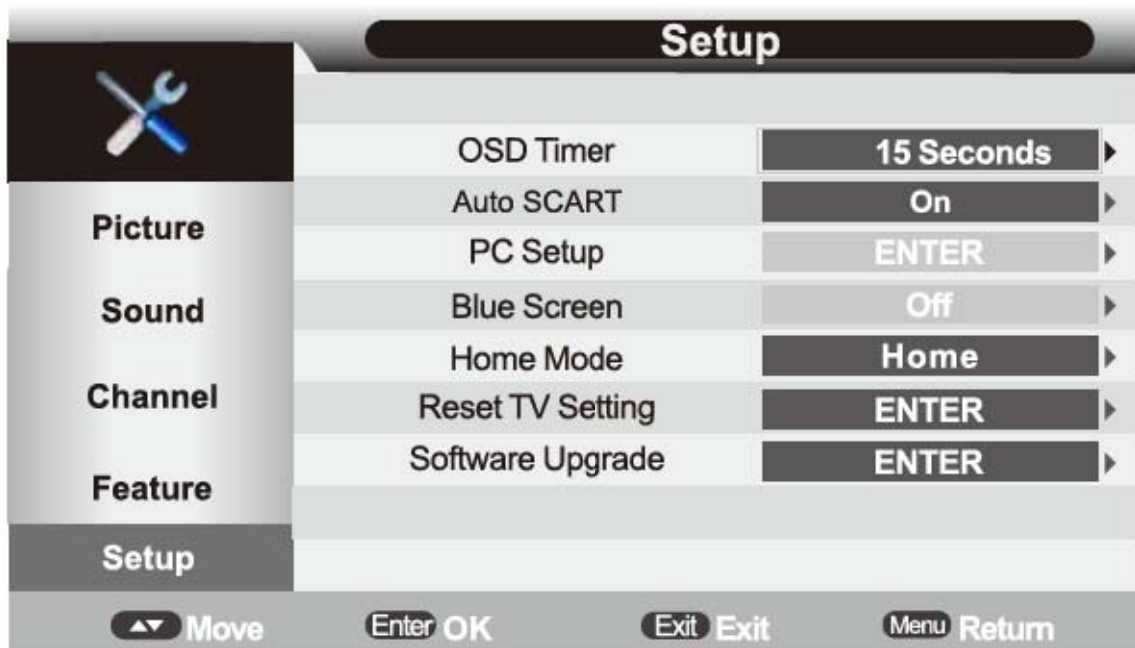 Setup
Picture
Sound
Channel
Feature
Setup
OSD Timer 15 Seconds
Auto SCART On
PC Setup ENTER
Blue Screen Off
Home Mode Home
Reset TV Setting ENTER
Software Upgrade ENTER
Move Enter OK Exit Exit Menu Return